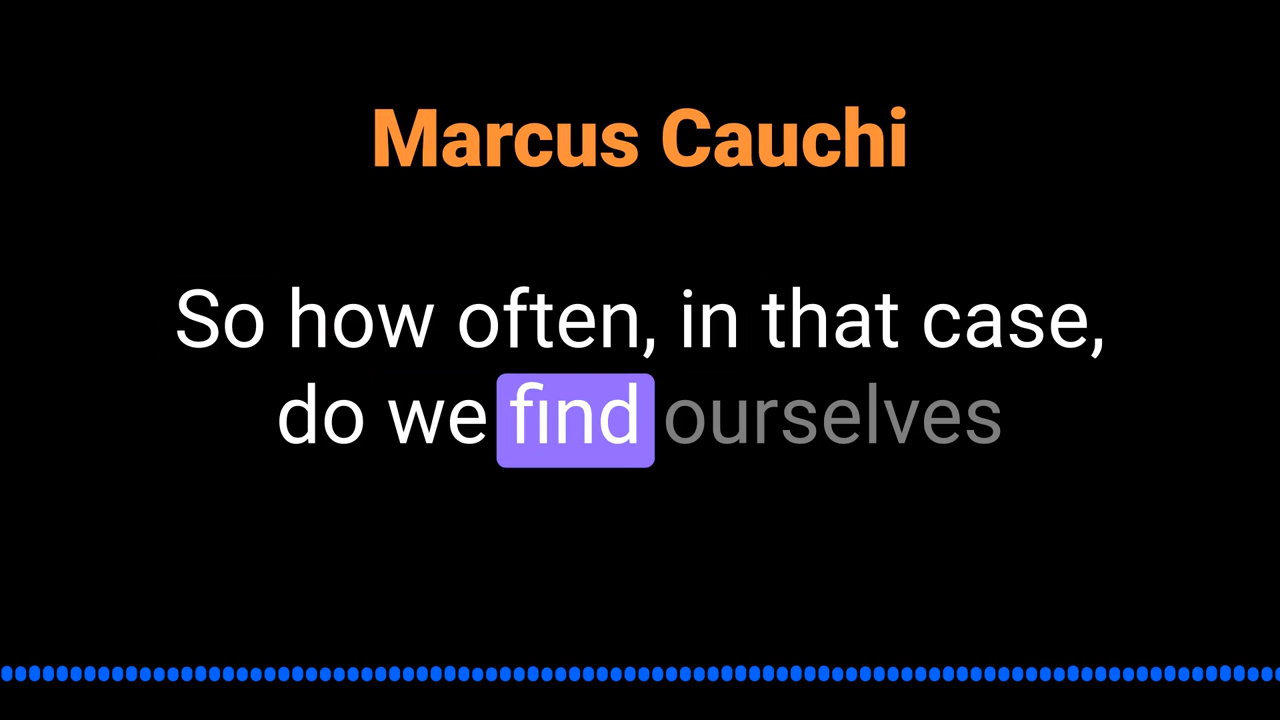 Marcus Cauchi
So how often, in that case,
do we find ourselves